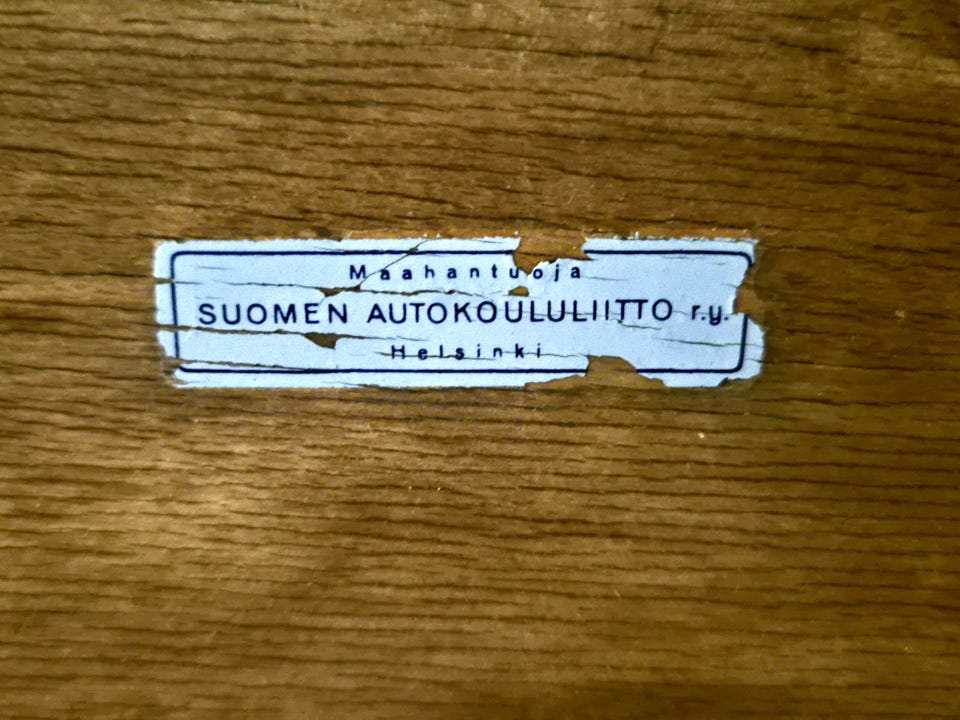 Maahantuoja
SUOMEN AUTOKOULULIITTO r.y.
Helsinki